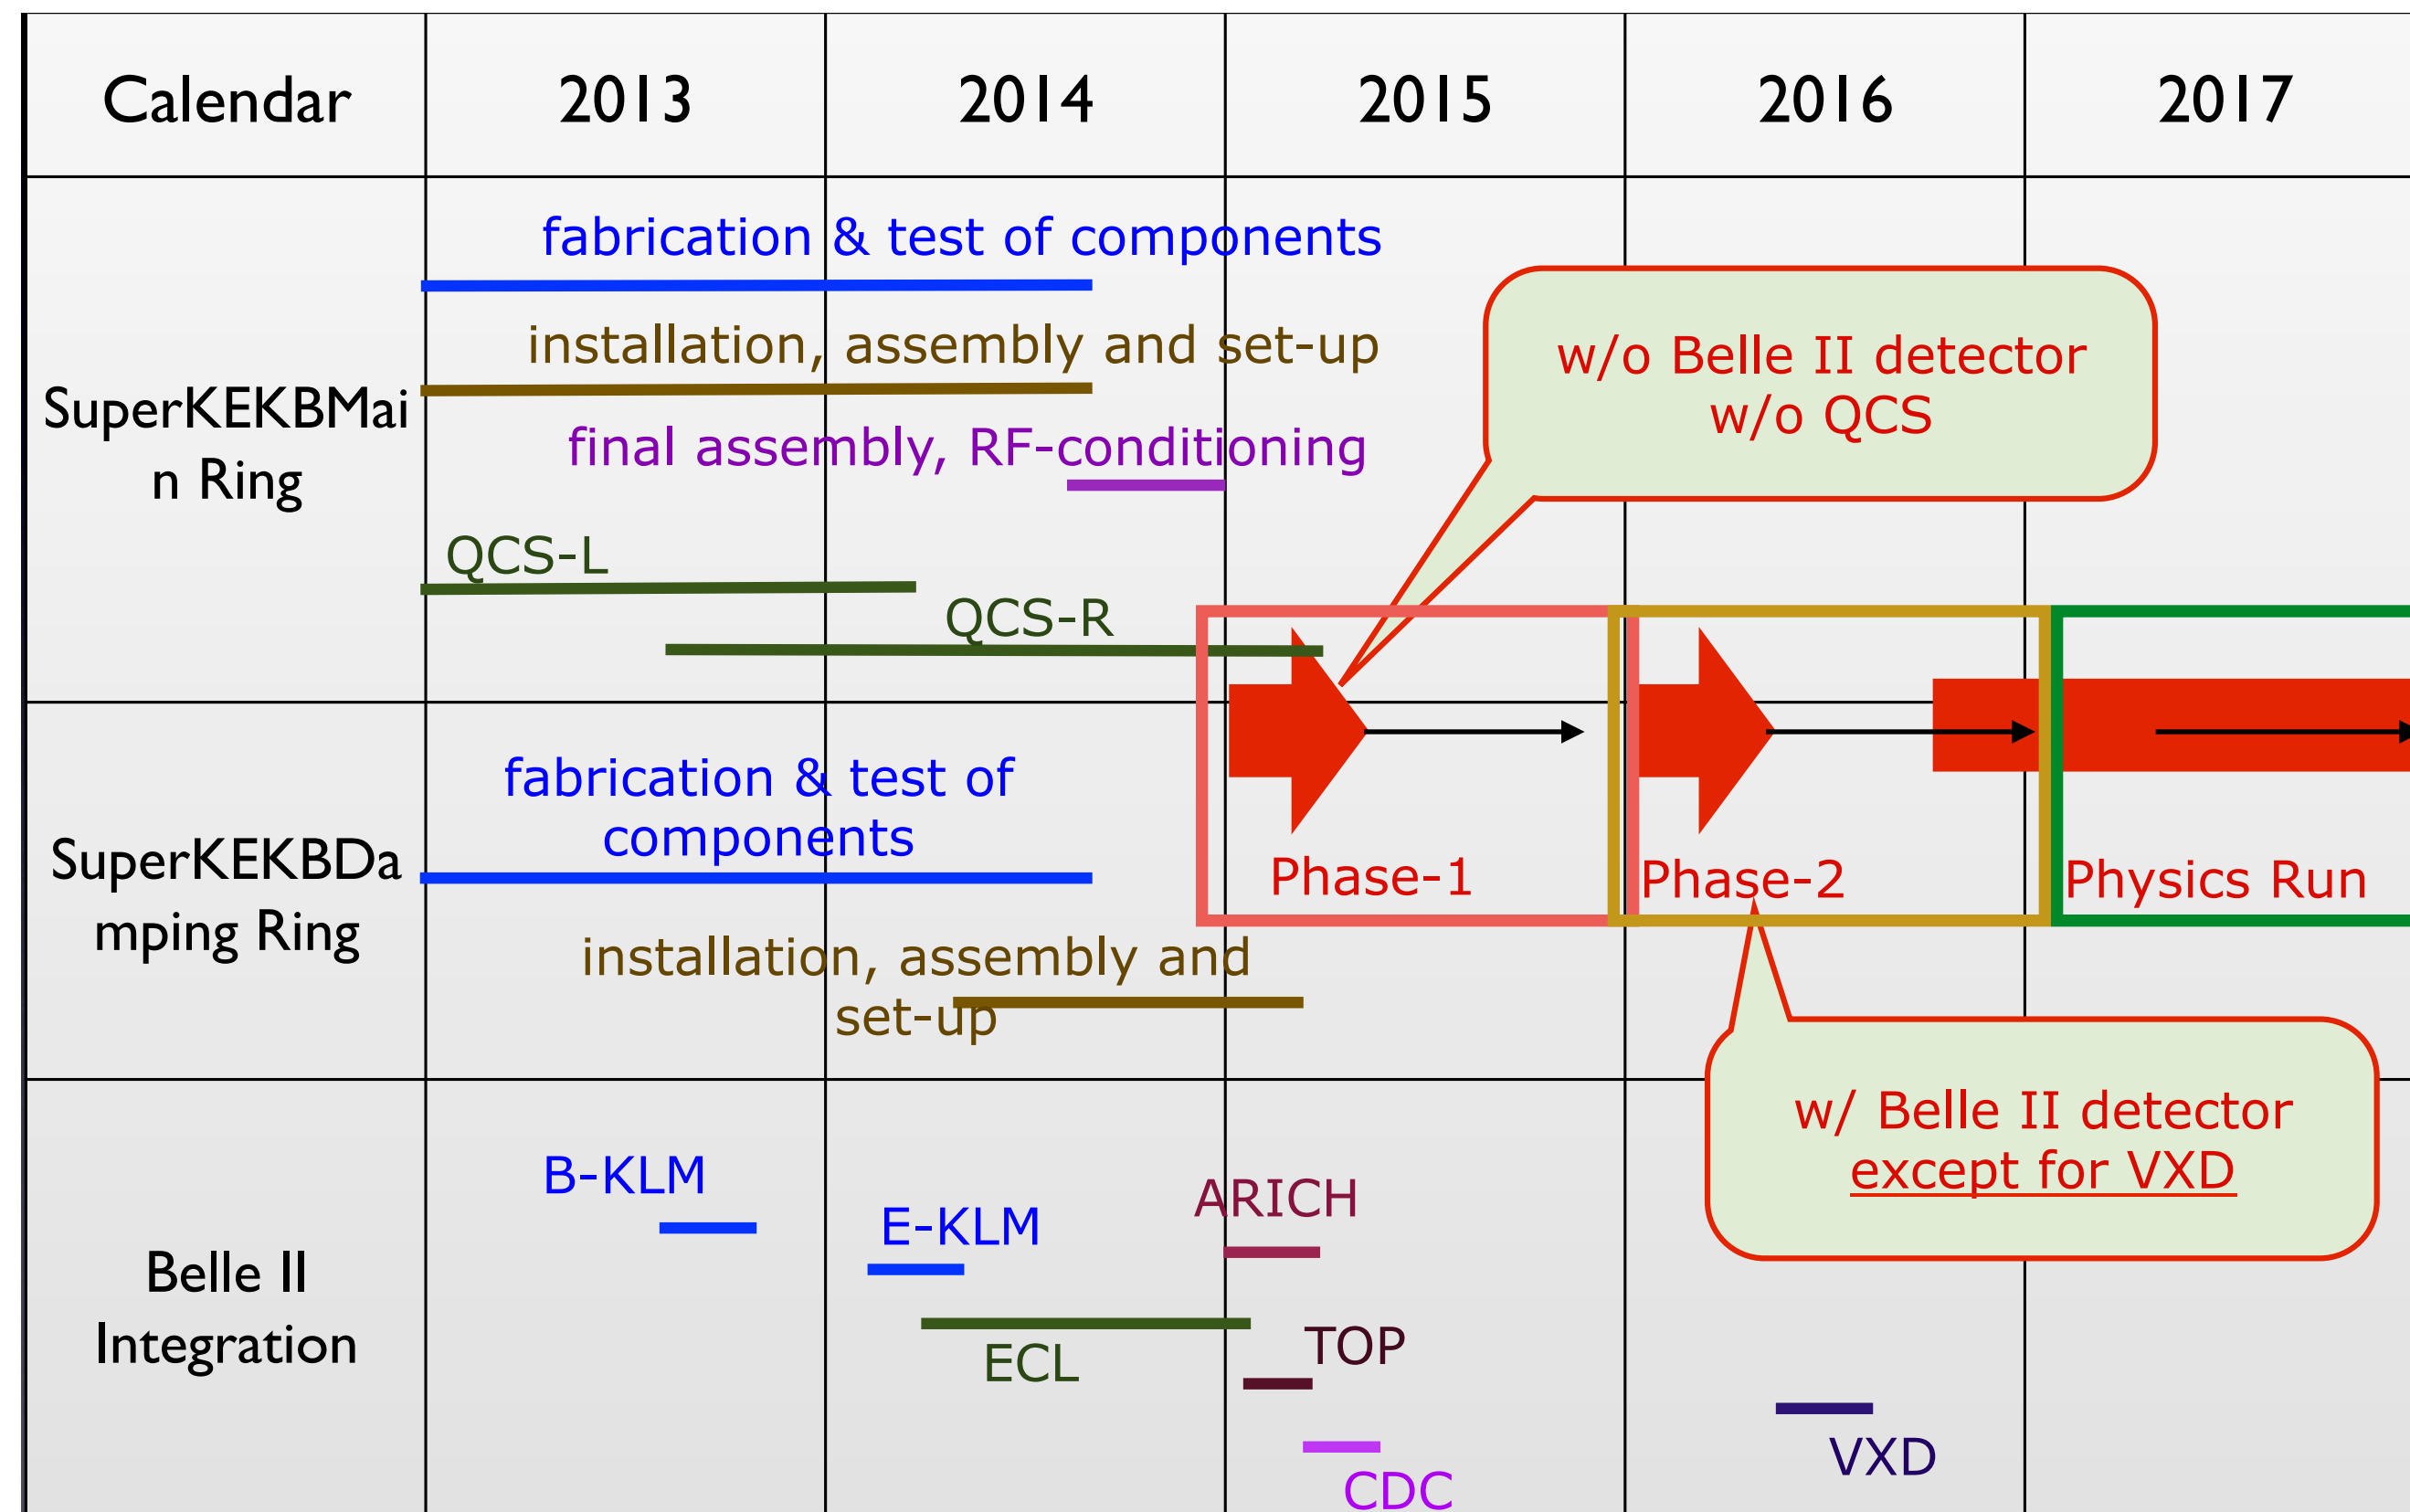 Calendar
2013
2014
2015
2016
2017
SuperKEKBMai
n Ring
fabrication & test of components
installation, assembly and set-up
final assembly, RF-conditioning
QCS-L
QCS-R
w/o Belle II detector
w/o QCS
SuperKEKBDa
mping Ring
fabrication & test of
components
installation, assembly and
set-up
Phase-1
Phase-2
Physics Run
w/ Belle II detector
except for VXD
Belle II
Integration
B-KLM
E-KLM
ARICH
ECL
TOP
CDC
VXD